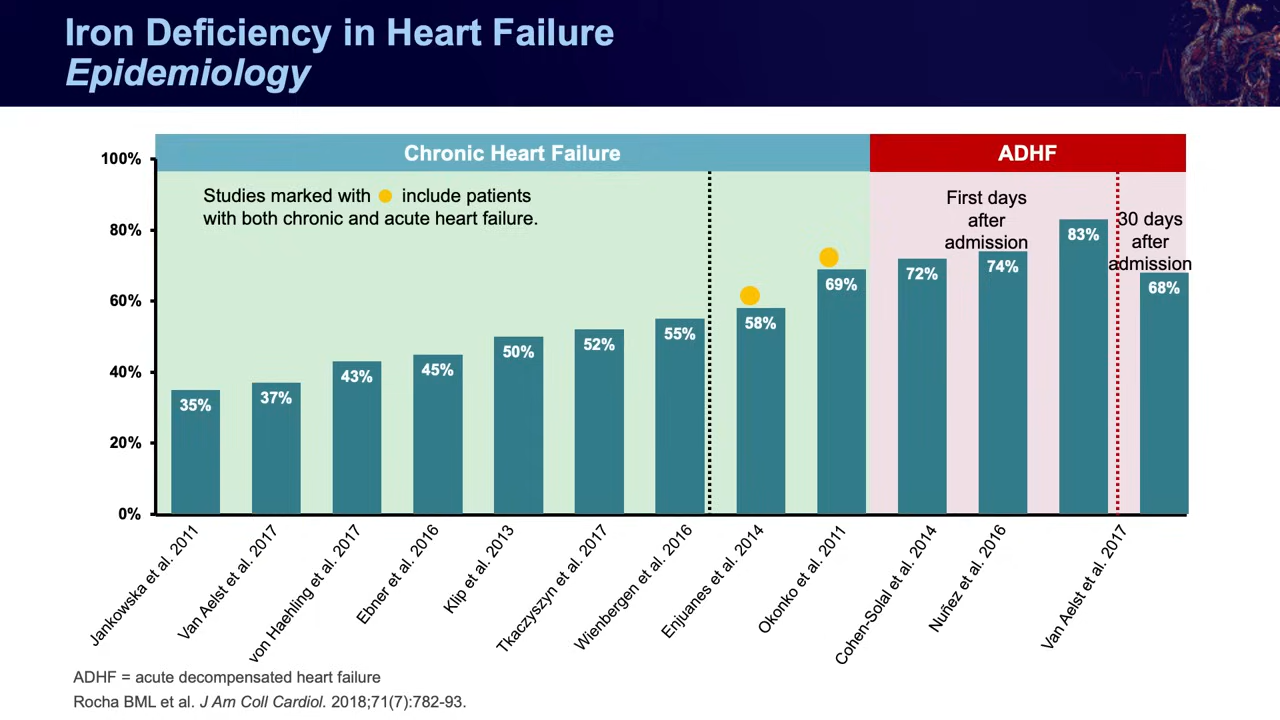 Iron Deficiency in Heart Failure
Epidemiology
Chronic Heart Failure
ADHF
100%
80%
60%
40%
20%
0%
Studies marked with include patients
with both chronic and acute heart failure.
First days
after
admission
30 days
after
admission
35%
37%
43%
45%
50%
52%
55%
58%
69%
72%
74%
83%
68%
Jankowska et al. 2011
Van Aelst et al. 2017
von Haehling et al. 2017
Ebner et al. 2016
Klip et al. 2013
Tkaczyszyn et al. 2017
Wienbergen et al. 2016
Enjuanes et al. 2014
Okonko et al. 2011
Cohen-Solal et al. 2014
Nuñez et al. 2016
Van Aelst et al. 2017
ADHF = acute decompensated heart failure
Rocha BML et al. J Am Coll Cardiol. 2018;71(7):782-93.